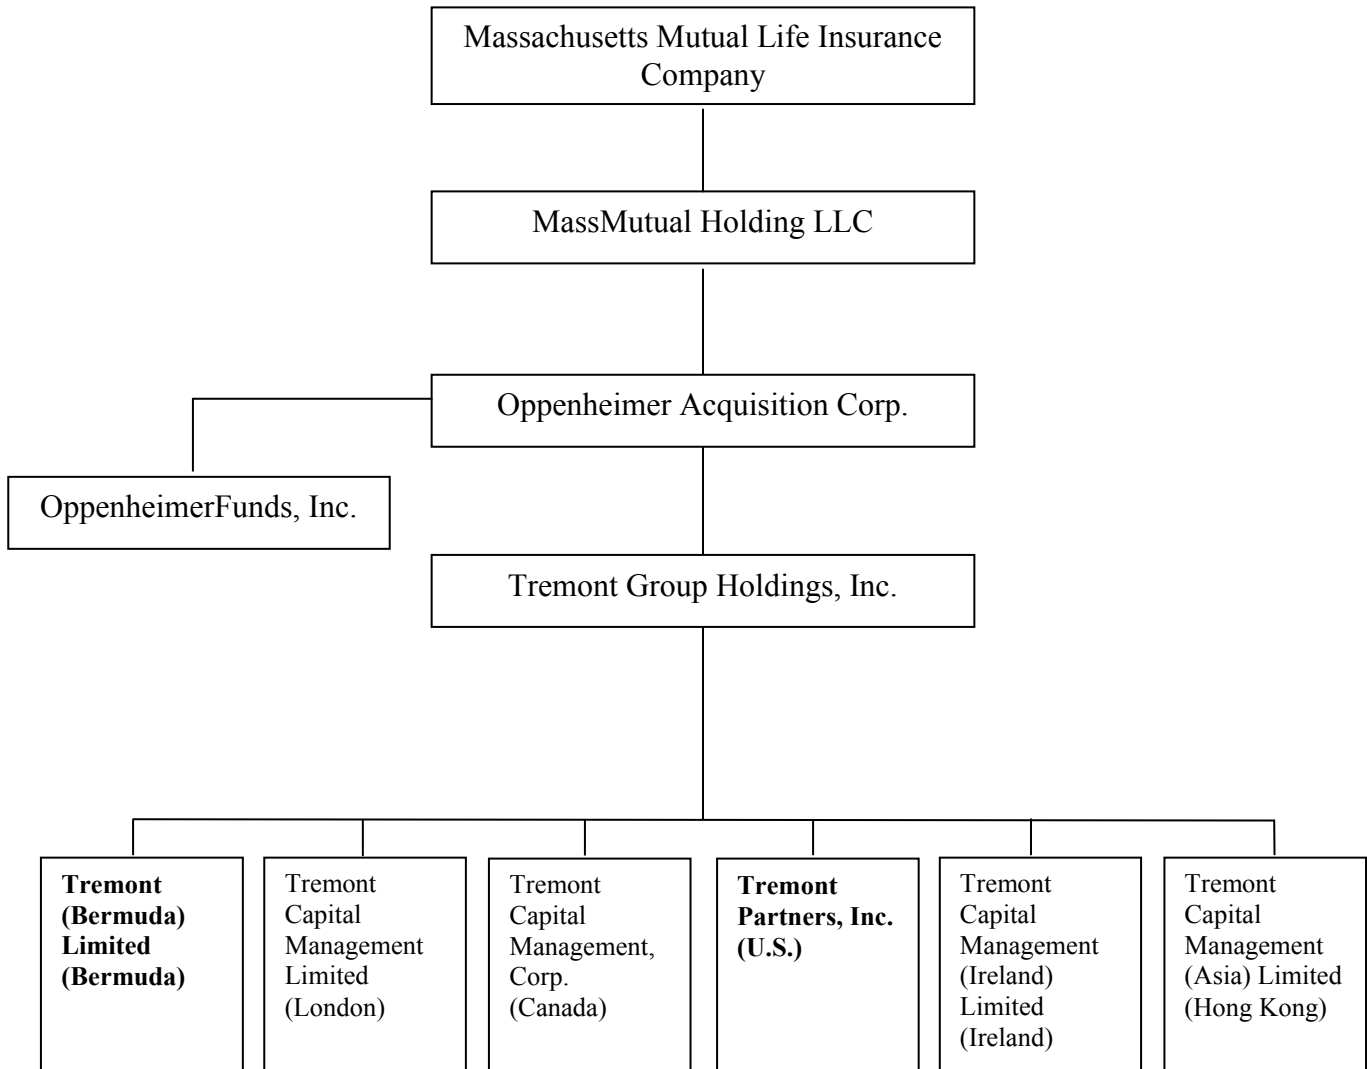 Massachusetts Mutual Life Insurance
Company
MassMutual Holding LLC
Oppenheimer Acquisition Corp.
OppenheimerFunds, Inc.
Tremont Group Holdings, Inc.
Tremont
(Bermuda)
Limited
(Bermuda)
Tremont
Capital
Management
Limited
(London)
Tremont
Capital
Management,
Corp.
(Canada)
Tremont
Partners, Inc.
(U.S.)
Tremont
Capital
Management
(Ireland)
Limited
(Ireland)
Tremont
Capital
Management
(Asia) Limited
(Hong Kong)